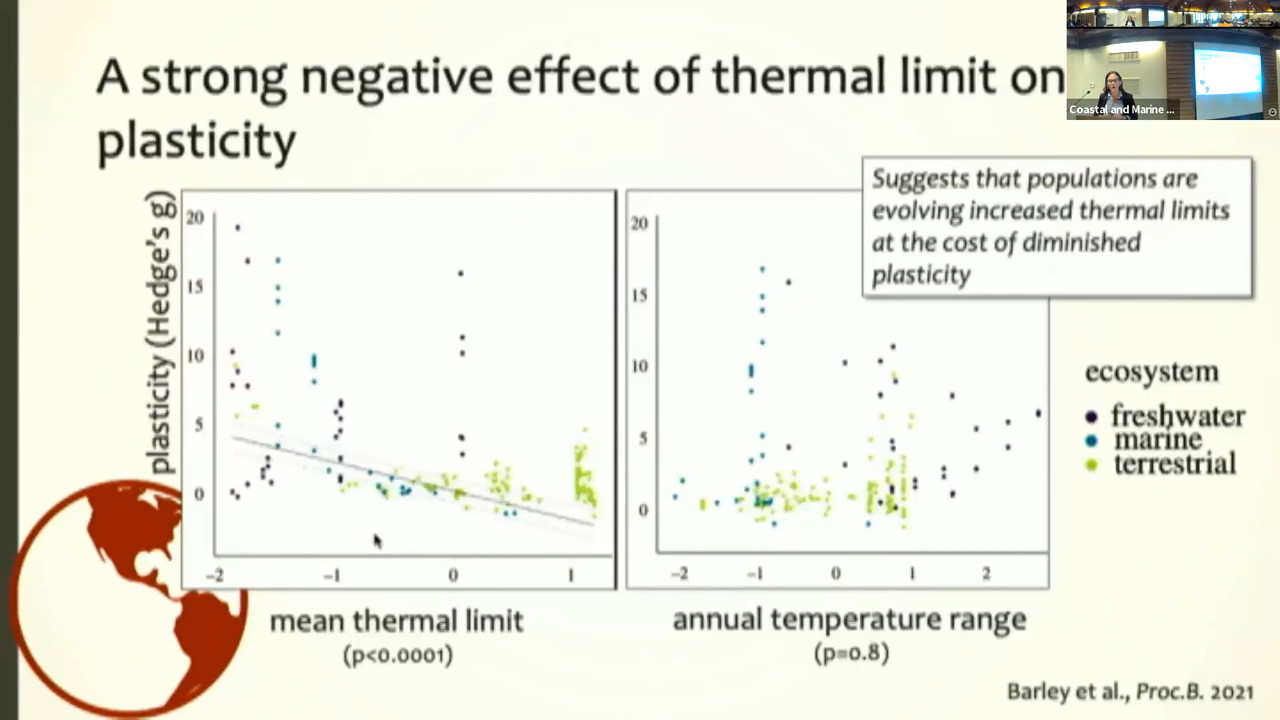 A strong negative effect of thermal limit on
plasticity
Coastal and Marine ...
Suggests that populations are
evolving increased thermal limits
at the cost of diminished
plasticity
plasticity (Hedge's g)
20
15
10
5
0
-2 -1 0 1
mean thermal limit
(p<0.0001)
20
15
10
5
0
-2 -1 0 1 2
annual temperature range
(p=0.8)
ecosystem
freshwater
marine
terrestrial
Barley et al., Proc.B. 2021